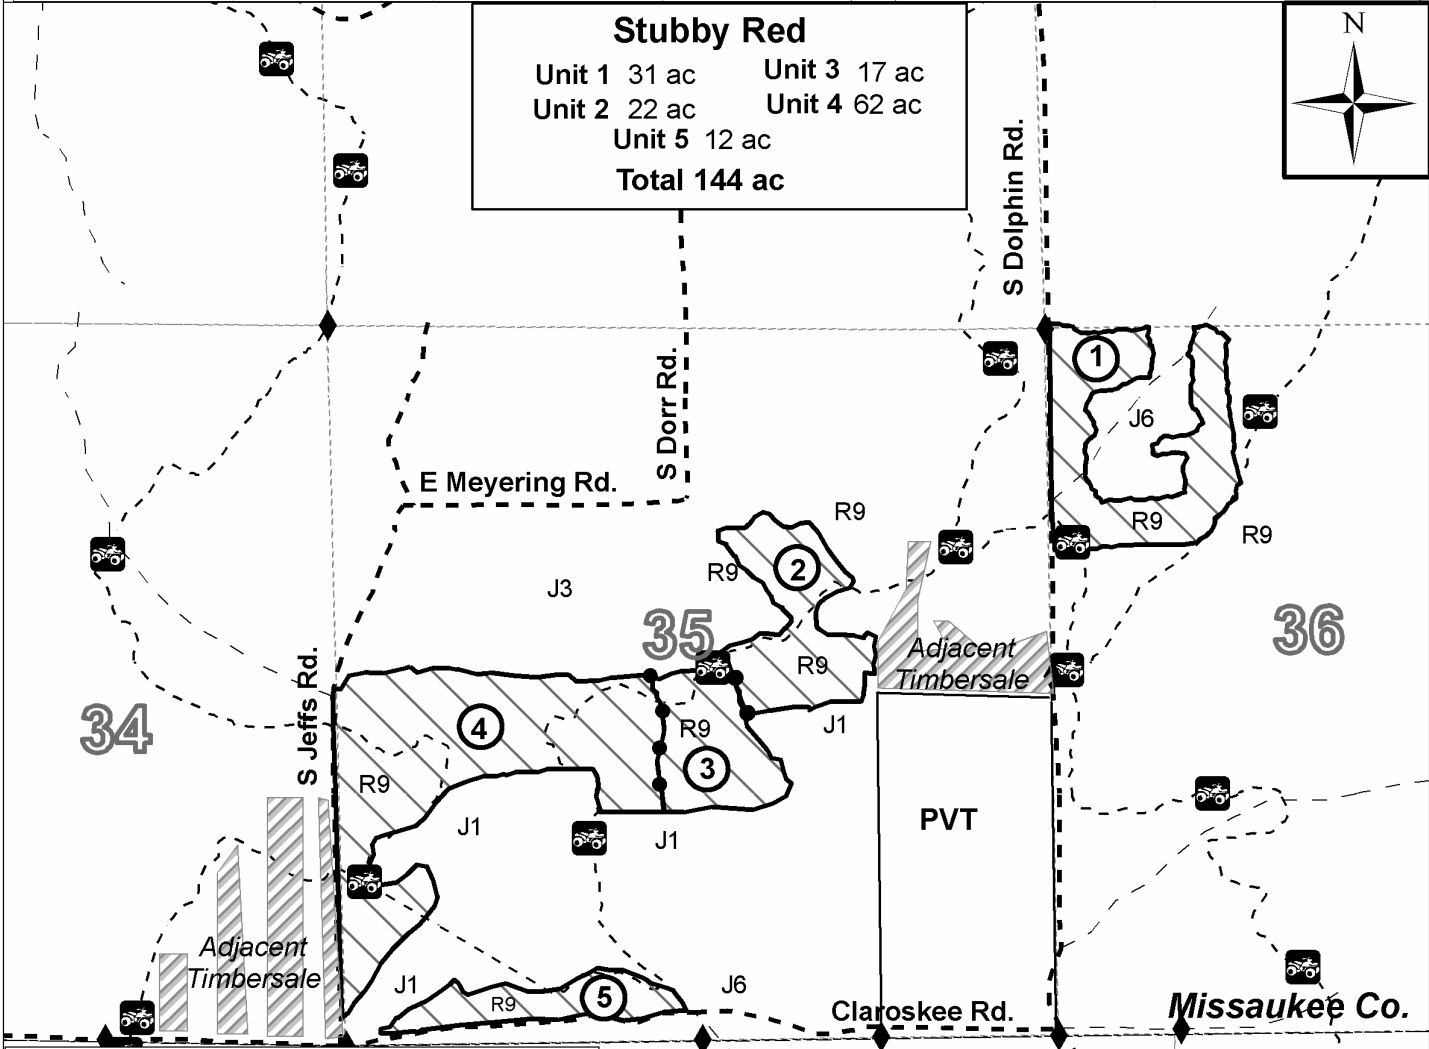 Stubby Red
Unit 1 31 ac Unit 3 17 ac
Unit 2 22 ac Unit 4 62 ac
Unit 5 12 ac
Total 144 ac
N
S Dolphin Rd.
S Dorr Rd.
E Meyering Rd.
S Jeffs Rd.
1
J6
R9
R9
R9
R9
2
J3
35
36
R9
Adjacent
Timbersale
34
4
R9
3
J1
R9
J1
J1
PVT
Adjacent
Timbersale
J1
R9
5
J6
Claroskee Rd.
Missaukee Co.